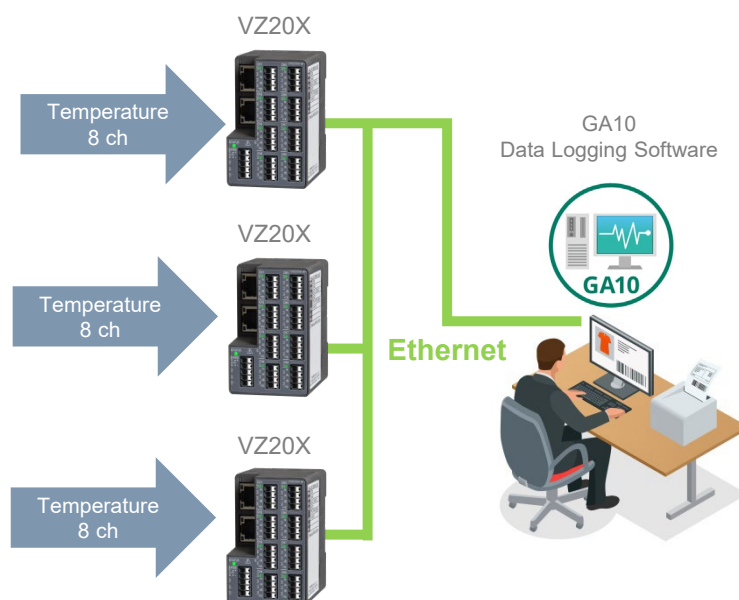 VZ20X
Temperature
8 ch
GA10
Data Logging Software
GA10
VZ20X
Temperature
8 ch
Ethernet
VZ20X
Temperature
8 ch